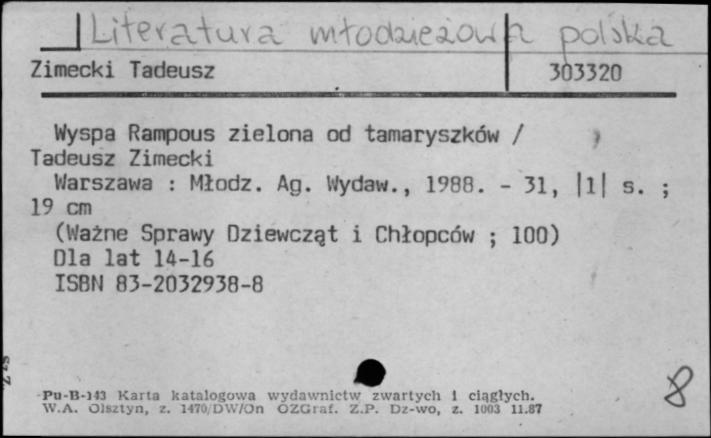 Literatura młodzieżowa polska
Zimecki Tadeusz 303320
Wyspa Rampous zielona od tamaryszków /
Tadeusz Zimecki
Warszawa : Młodz. Ag. Wydaw., 1988. - 31, |1| s. ;
19 cm
(Ważne Sprawy Dziewcząt i Chłopców ; 100)
Dla lat 14-16
ISBN 83-2032938-8
Pu-B-143 Karta katalogowa wydawnictw zwartych i ciągłych.
W.A. Olsztyn, z. 1470/DW/On OZGraf. Z.P. Dz-wo, z. 1003 11.87
8